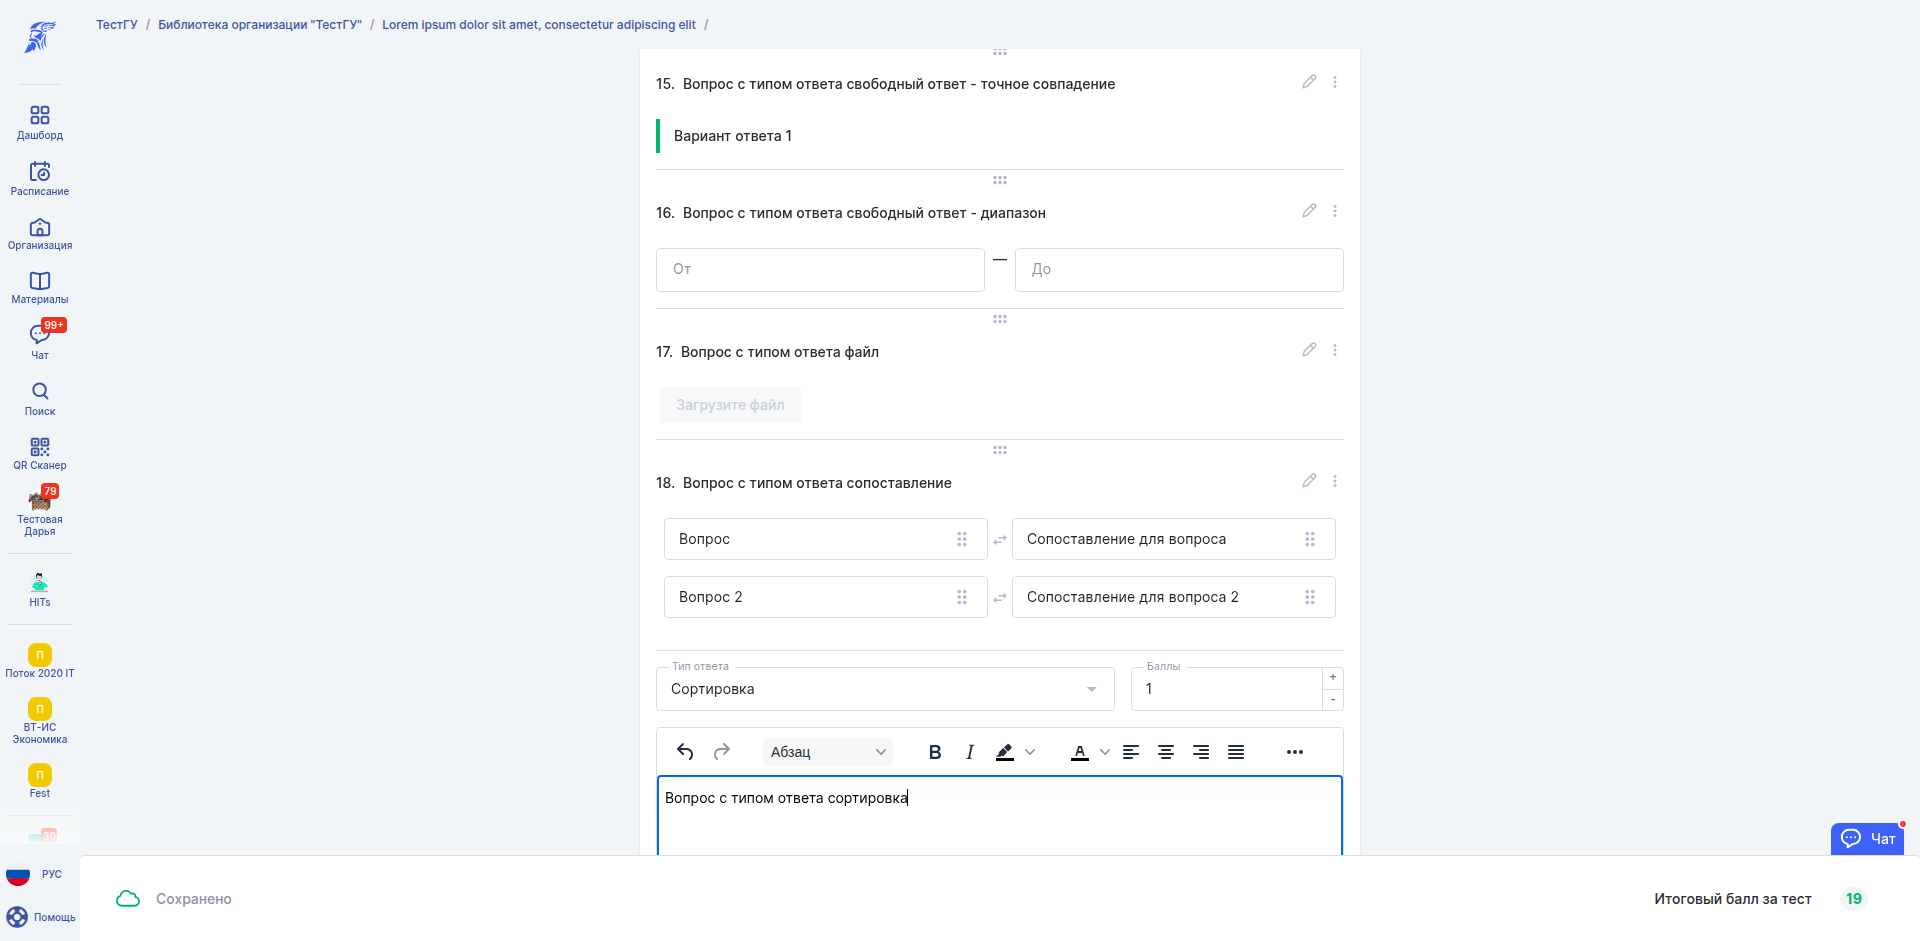 ТестГУ / Библиотека организации "ТестГУ" / Lorem ipsum dolor sit amet, consectetur adipiscing elit /
Дашборд
Расписание
Организация
Материалы
99+
Чат
Поиск
QR Сканер
79
Тестовая
Дарья
HITs
П
Поток 2020 IT
П
ВТ-ИС
Экономика
П
Fest
30
РУС
Помощь
15. Вопрос с типом ответа свободный ответ - точное совпадение
Вариант ответа 1
16. Вопрос с типом ответа свободный ответ - диапазон
От — До
17. Вопрос с типом ответа файл
Загрузите файл
18. Вопрос с типом ответа сопоставление
Вопрос Сопоставление для вопроса
Вопрос 2 Сопоставление для вопроса 2
Тип ответа Баллы
Сортировка 1 + -
Абзац B I A
Вопрос с типом ответа сортировка
Чат
Сохранено Итоговый балл за тест 19